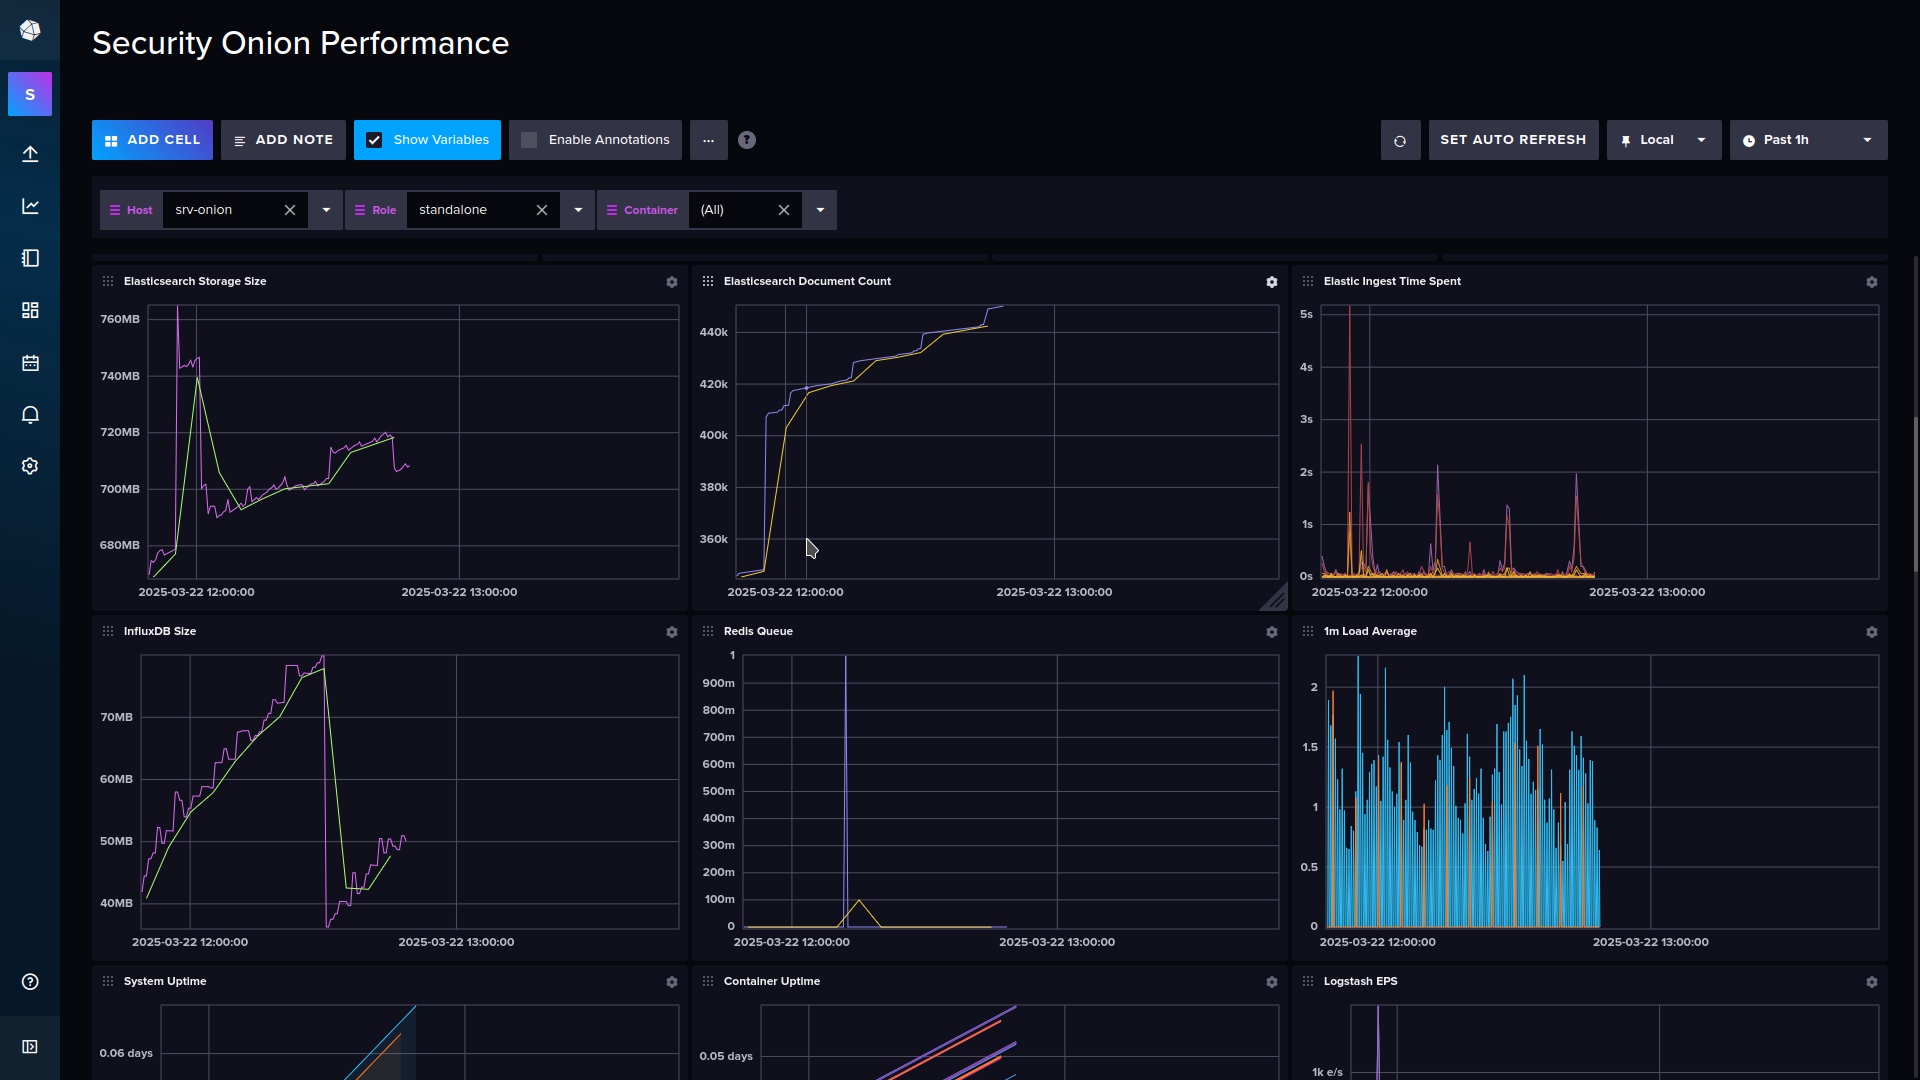 Security Onion Performance
S
ADD CELL
ADD NOTE
Show Variables
Enable Annotations
...
?
SET AUTO REFRESH
Local
Past 1h
Host
srv-onion
Role
standalone
Container
(All)
Elasticsearch Storage Size
760MB
740MB
720MB
700MB
680MB
2025-03-22 12:00:00
2025-03-22 13:00:00
Elasticsearch Document Count
440k
420k
400k
380k
360k
2025-03-22 12:00:00
2025-03-22 13:00:00
Elastic Ingest Time Spent
5s
4s
3s
2s
1s
0s
2025-03-22 12:00:00
2025-03-22 13:00:00
InfluxDB Size
70MB
60MB
50MB
40MB
2025-03-22 12:00:00
2025-03-22 13:00:00
Redis Queue
1
900m
800m
700m
600m
500m
400m
300m
200m
100m
0
2025-03-22 12:00:00
2025-03-22 13:00:00
1m Load Average
2
1.5
1
0.5
0
2025-03-22 12:00:00
2025-03-22 13:00:00
System Uptime
0.06 days
Container Uptime
0.05 days
Logstash EPS
1k e/s